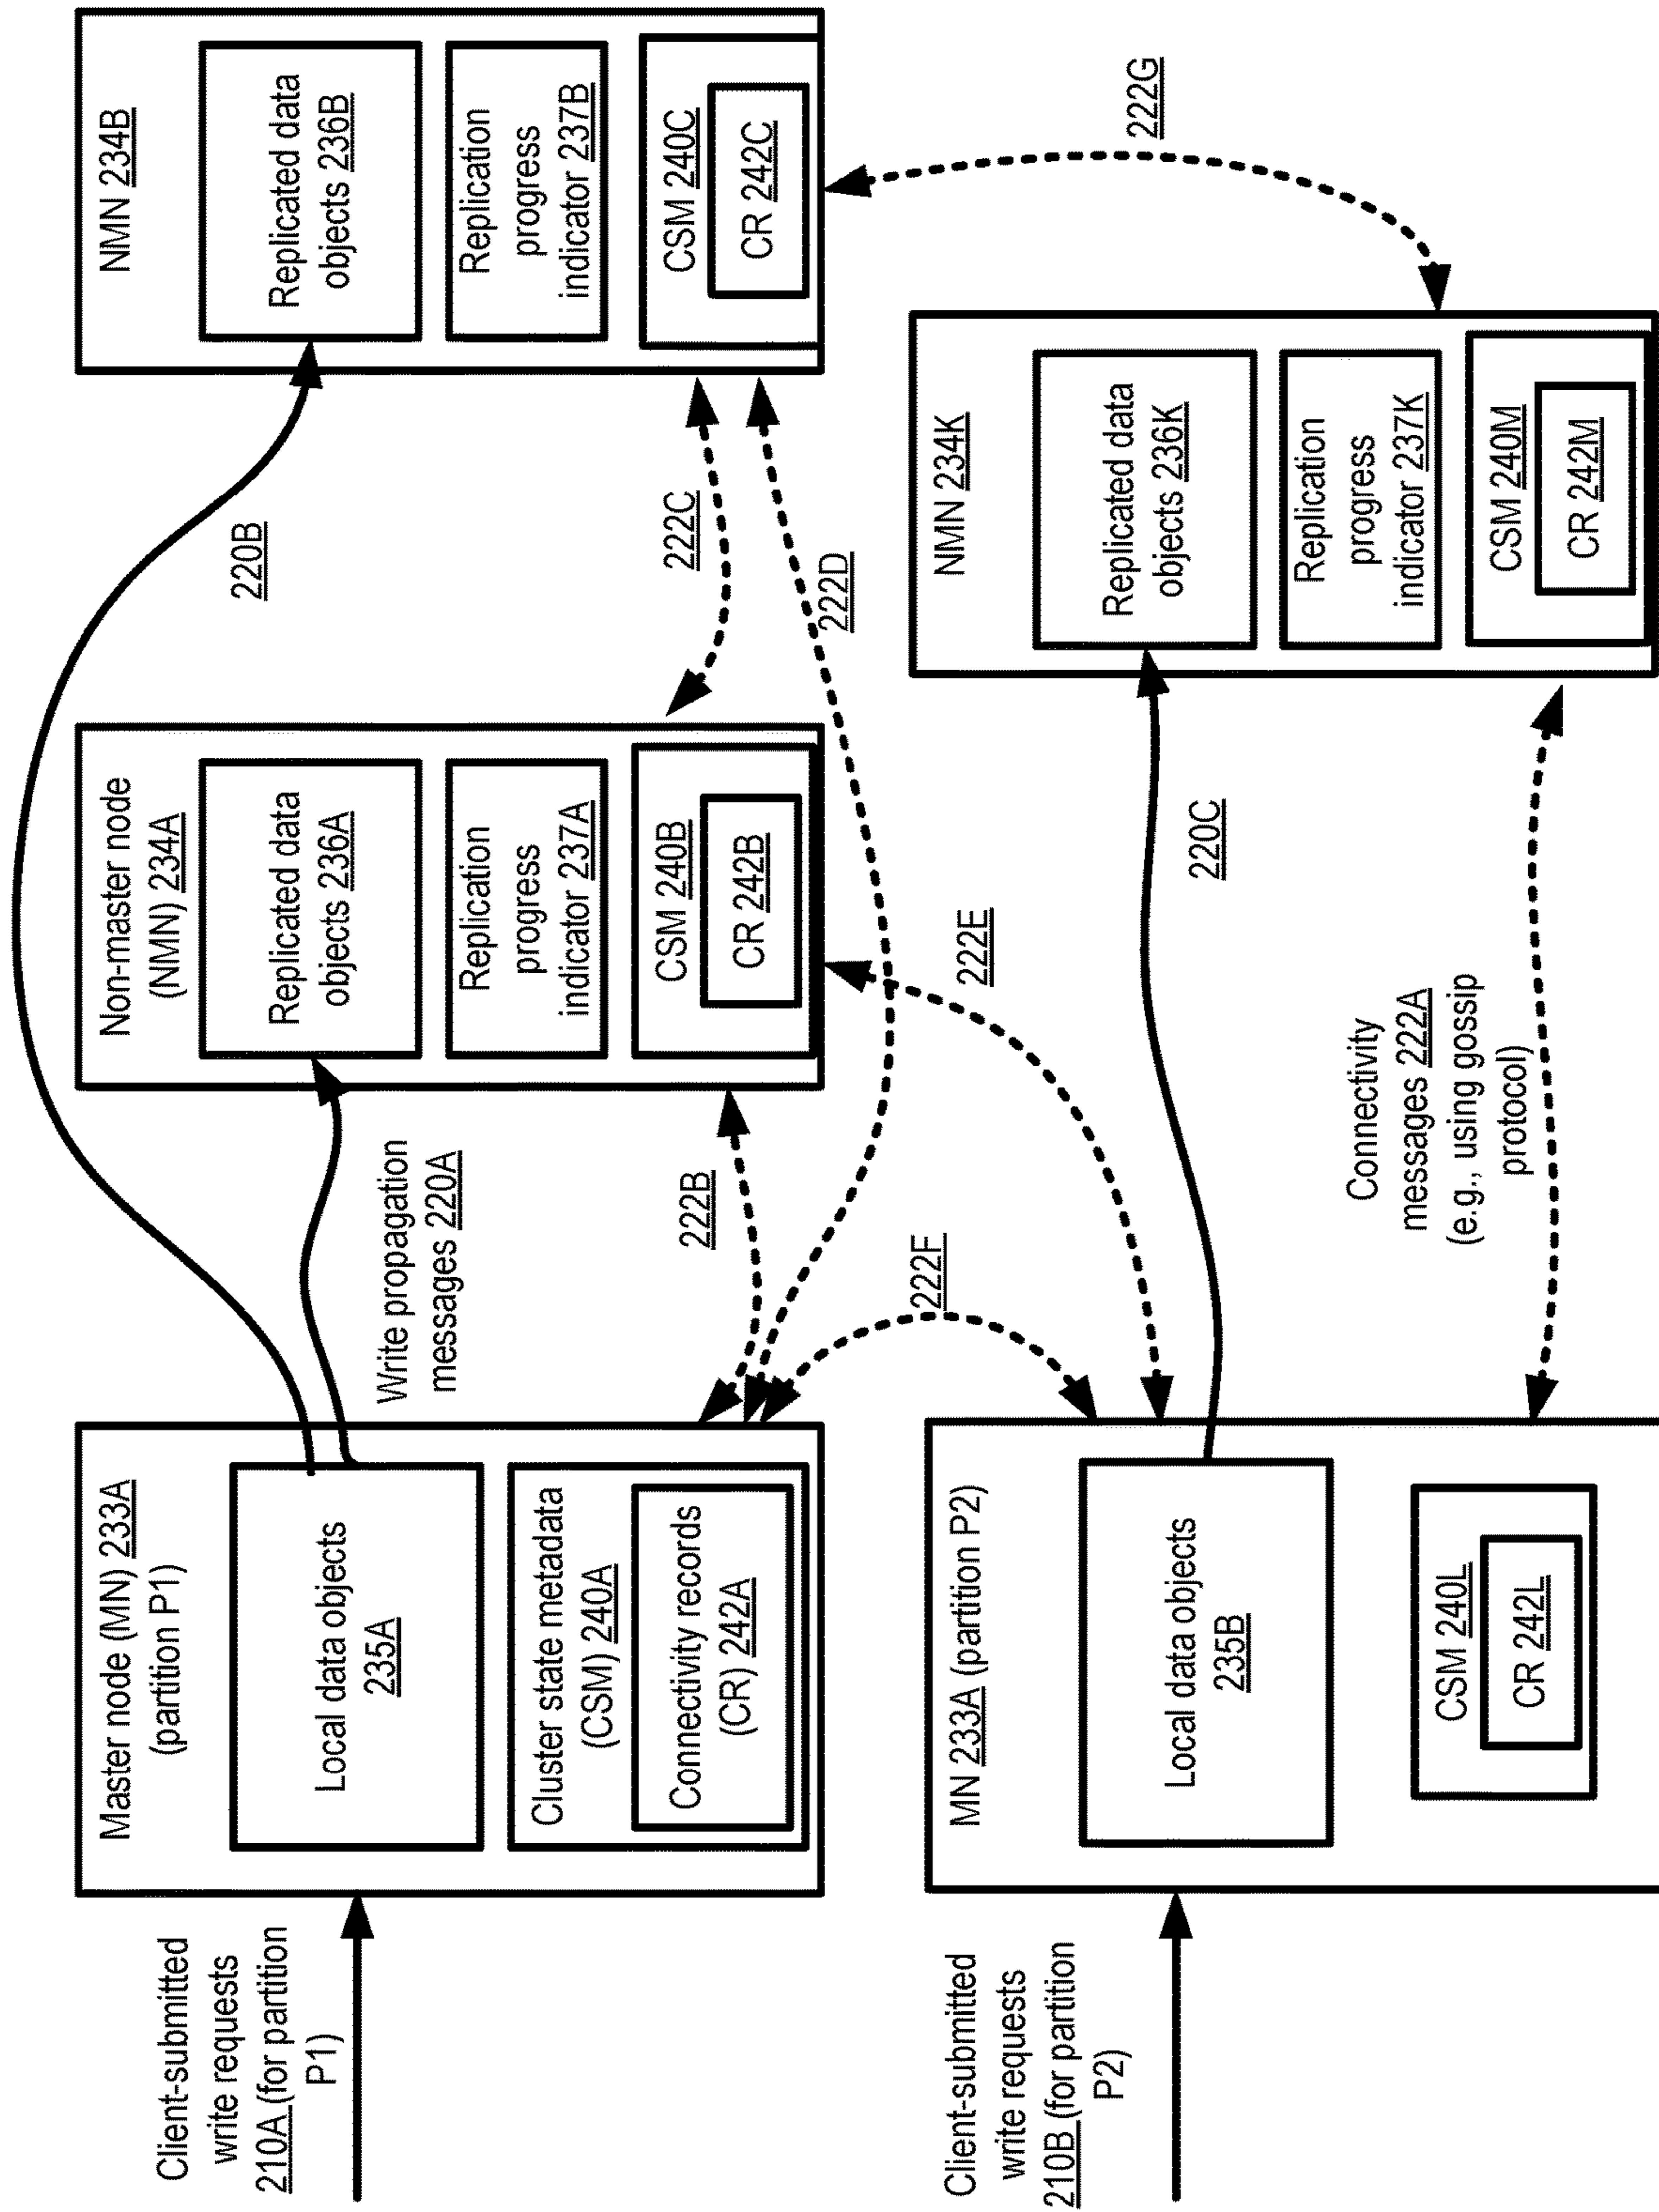 Client-submitted
write requests
210A (for partition
P1)
Master node (MN) 233A
(partition P1)
Local data objects
235A
Cluster state metadata
(CSM) 240A
Connectivity records
(CR) 242A
Write propagation
messages 220A
222B
Non-master node
(NMN) 234A
Replicated data
objects 236A
Replication
progress
indicator 237A
CSM 240B
CR 242B
220B
222C
222D
NMN 234B
Replicated data
objects 236B
Replication
progress
indicator 237B
CSM 240C
CR 242C
Client-submitted
write requests
210B (for partition
P2)
MN 233A (partition P2)
Local data objects
235B
CSM 240L
CR 242L
222F
222E
220C
Connectivity
messages 222A
(e.g., using gossip
protocol)
NMN 234K
Replicated data
objects 236K
Replication
progress
indicator 237K
CSM 240M
CR 242M
222G